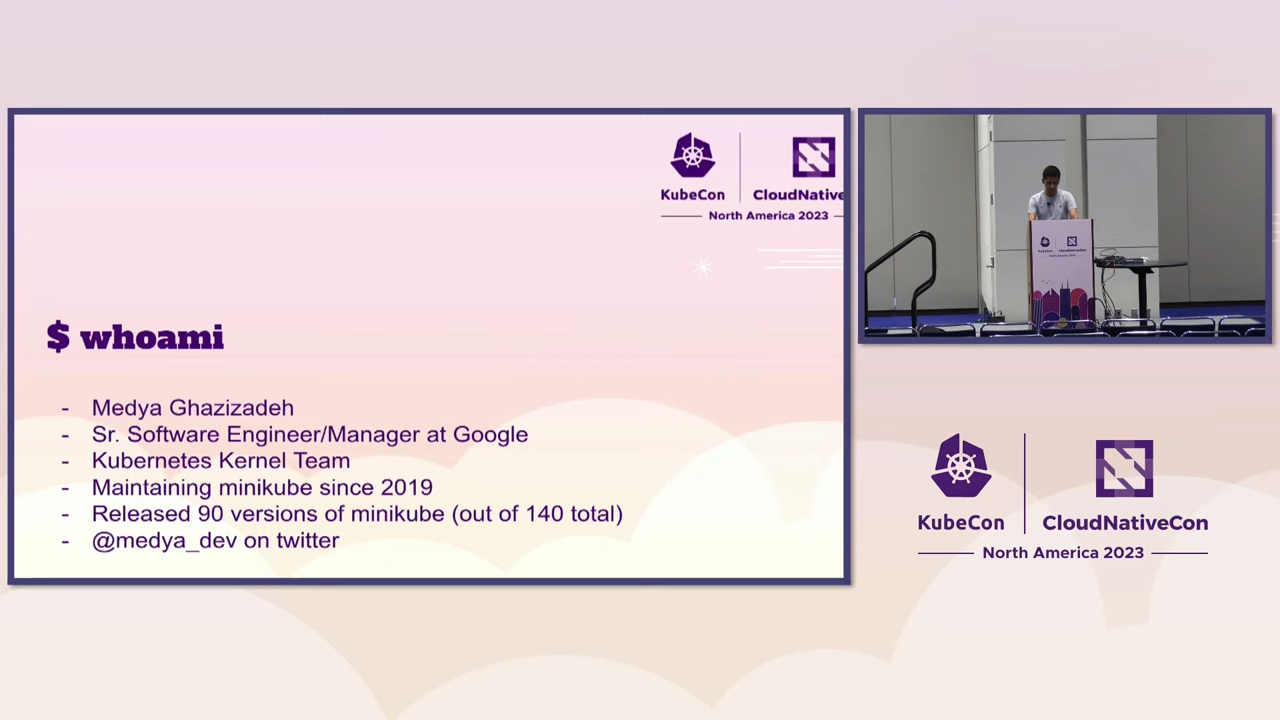 KubeCon
CloudNative
North America 2023
$ whoami
- Medya Ghazizadeh
- Sr. Software Engineer/Manager at Google
- Kubernetes Kernel Team
- Maintaining minikube since 2019
- Released 90 versions of minikube (out of 140 total)
- @medya_dev on twitter
KubeCon
CloudNativeCon
North America 2023